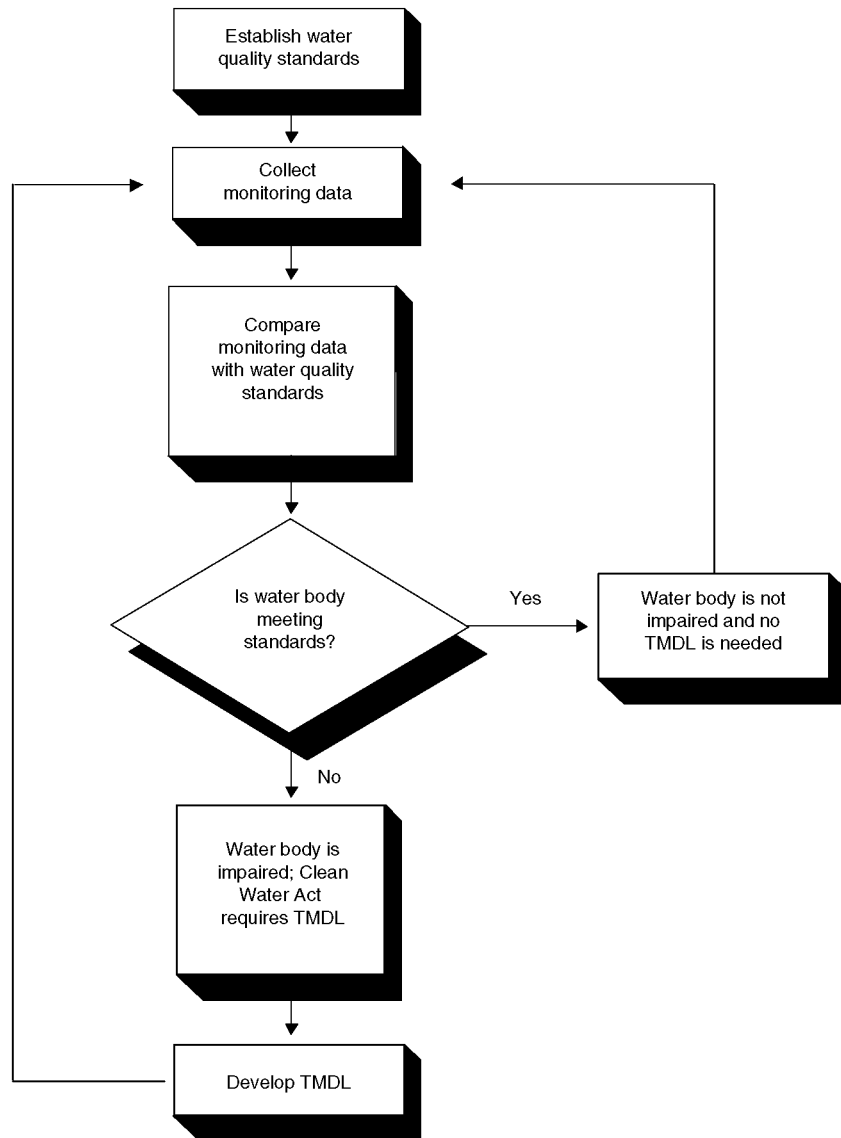 Establish water
quality standards
Collect
monitoring data
Compare
monitoring data
with water quality
standards
Is water body
meeting
standards?
Yes
Water body is not
impaired and no
TMDL is needed
No
Water body is
impaired; Clean
Water Act
requires TMDL
Develop TMDL